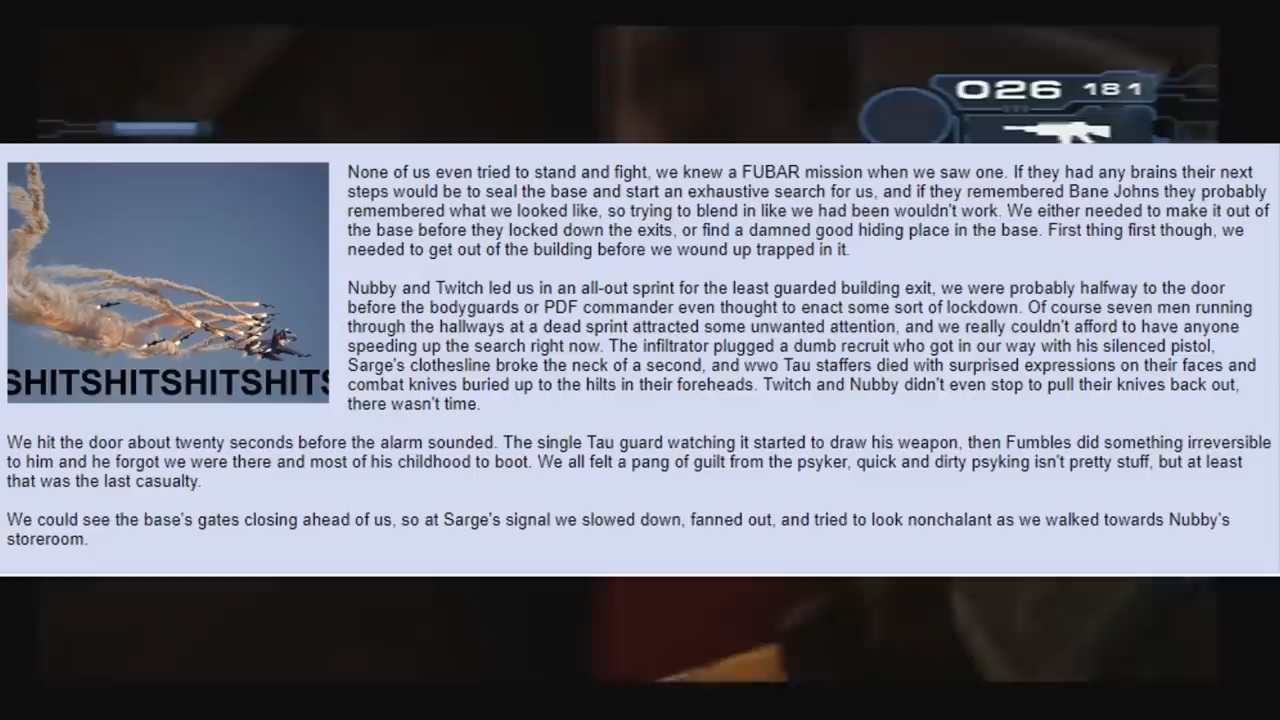 026 181
None of us even tried to stand and fight, we knew a FUBAR mission when we saw one. If they had any brains their next
steps would be to seal the base and start an exhaustive search for us, and if they remembered Bane Johns they probably
remembered what we looked like, so trying to blend in like we had been wouldn't work. We either needed to make it out of
the base before they locked down the exits, or find a damned good hiding place in the base. First thing first though, we
needed to get out of the building before we wound up trapped in it.
Nubby and Twitch led us in an all-out sprint for the least guarded building exit, we were probably halfway to the door
before the bodyguards or PDF commander even thought to enact some sort of lockdown. Of course seven men running
through the hallways at a dead sprint attracted some unwanted attention, and we really couldn't afford to have anyone
speeding up the search right now. The infiltrator plugged a dumb recruit who got in our way with his silenced pistol,
Sarge's clothesline broke the neck of a second, and wwo Tau staffers died with surprised expressions on their faces and
combat knives buried up to the hilts in their foreheads. Twitch and Nubby didn't even stop to pull their knives back out,
there wasn't time.
SHITSHITSHITSHITS
We hit the door about twenty seconds before the alarm sounded. The single Tau guard watching it started to draw his weapon, then Fumbles did something irreversible
to him and he forgot we were there and most of his childhood to boot. We all felt a pang of guilt from the psyker, quick and dirty psyking isn't pretty stuff, but at least
that was the last casualty.
We could see the base's gates closing ahead of us, so at Sarge's signal we slowed down, fanned out, and tried to look nonchalant as we walked towards Nubby's
storeroom.